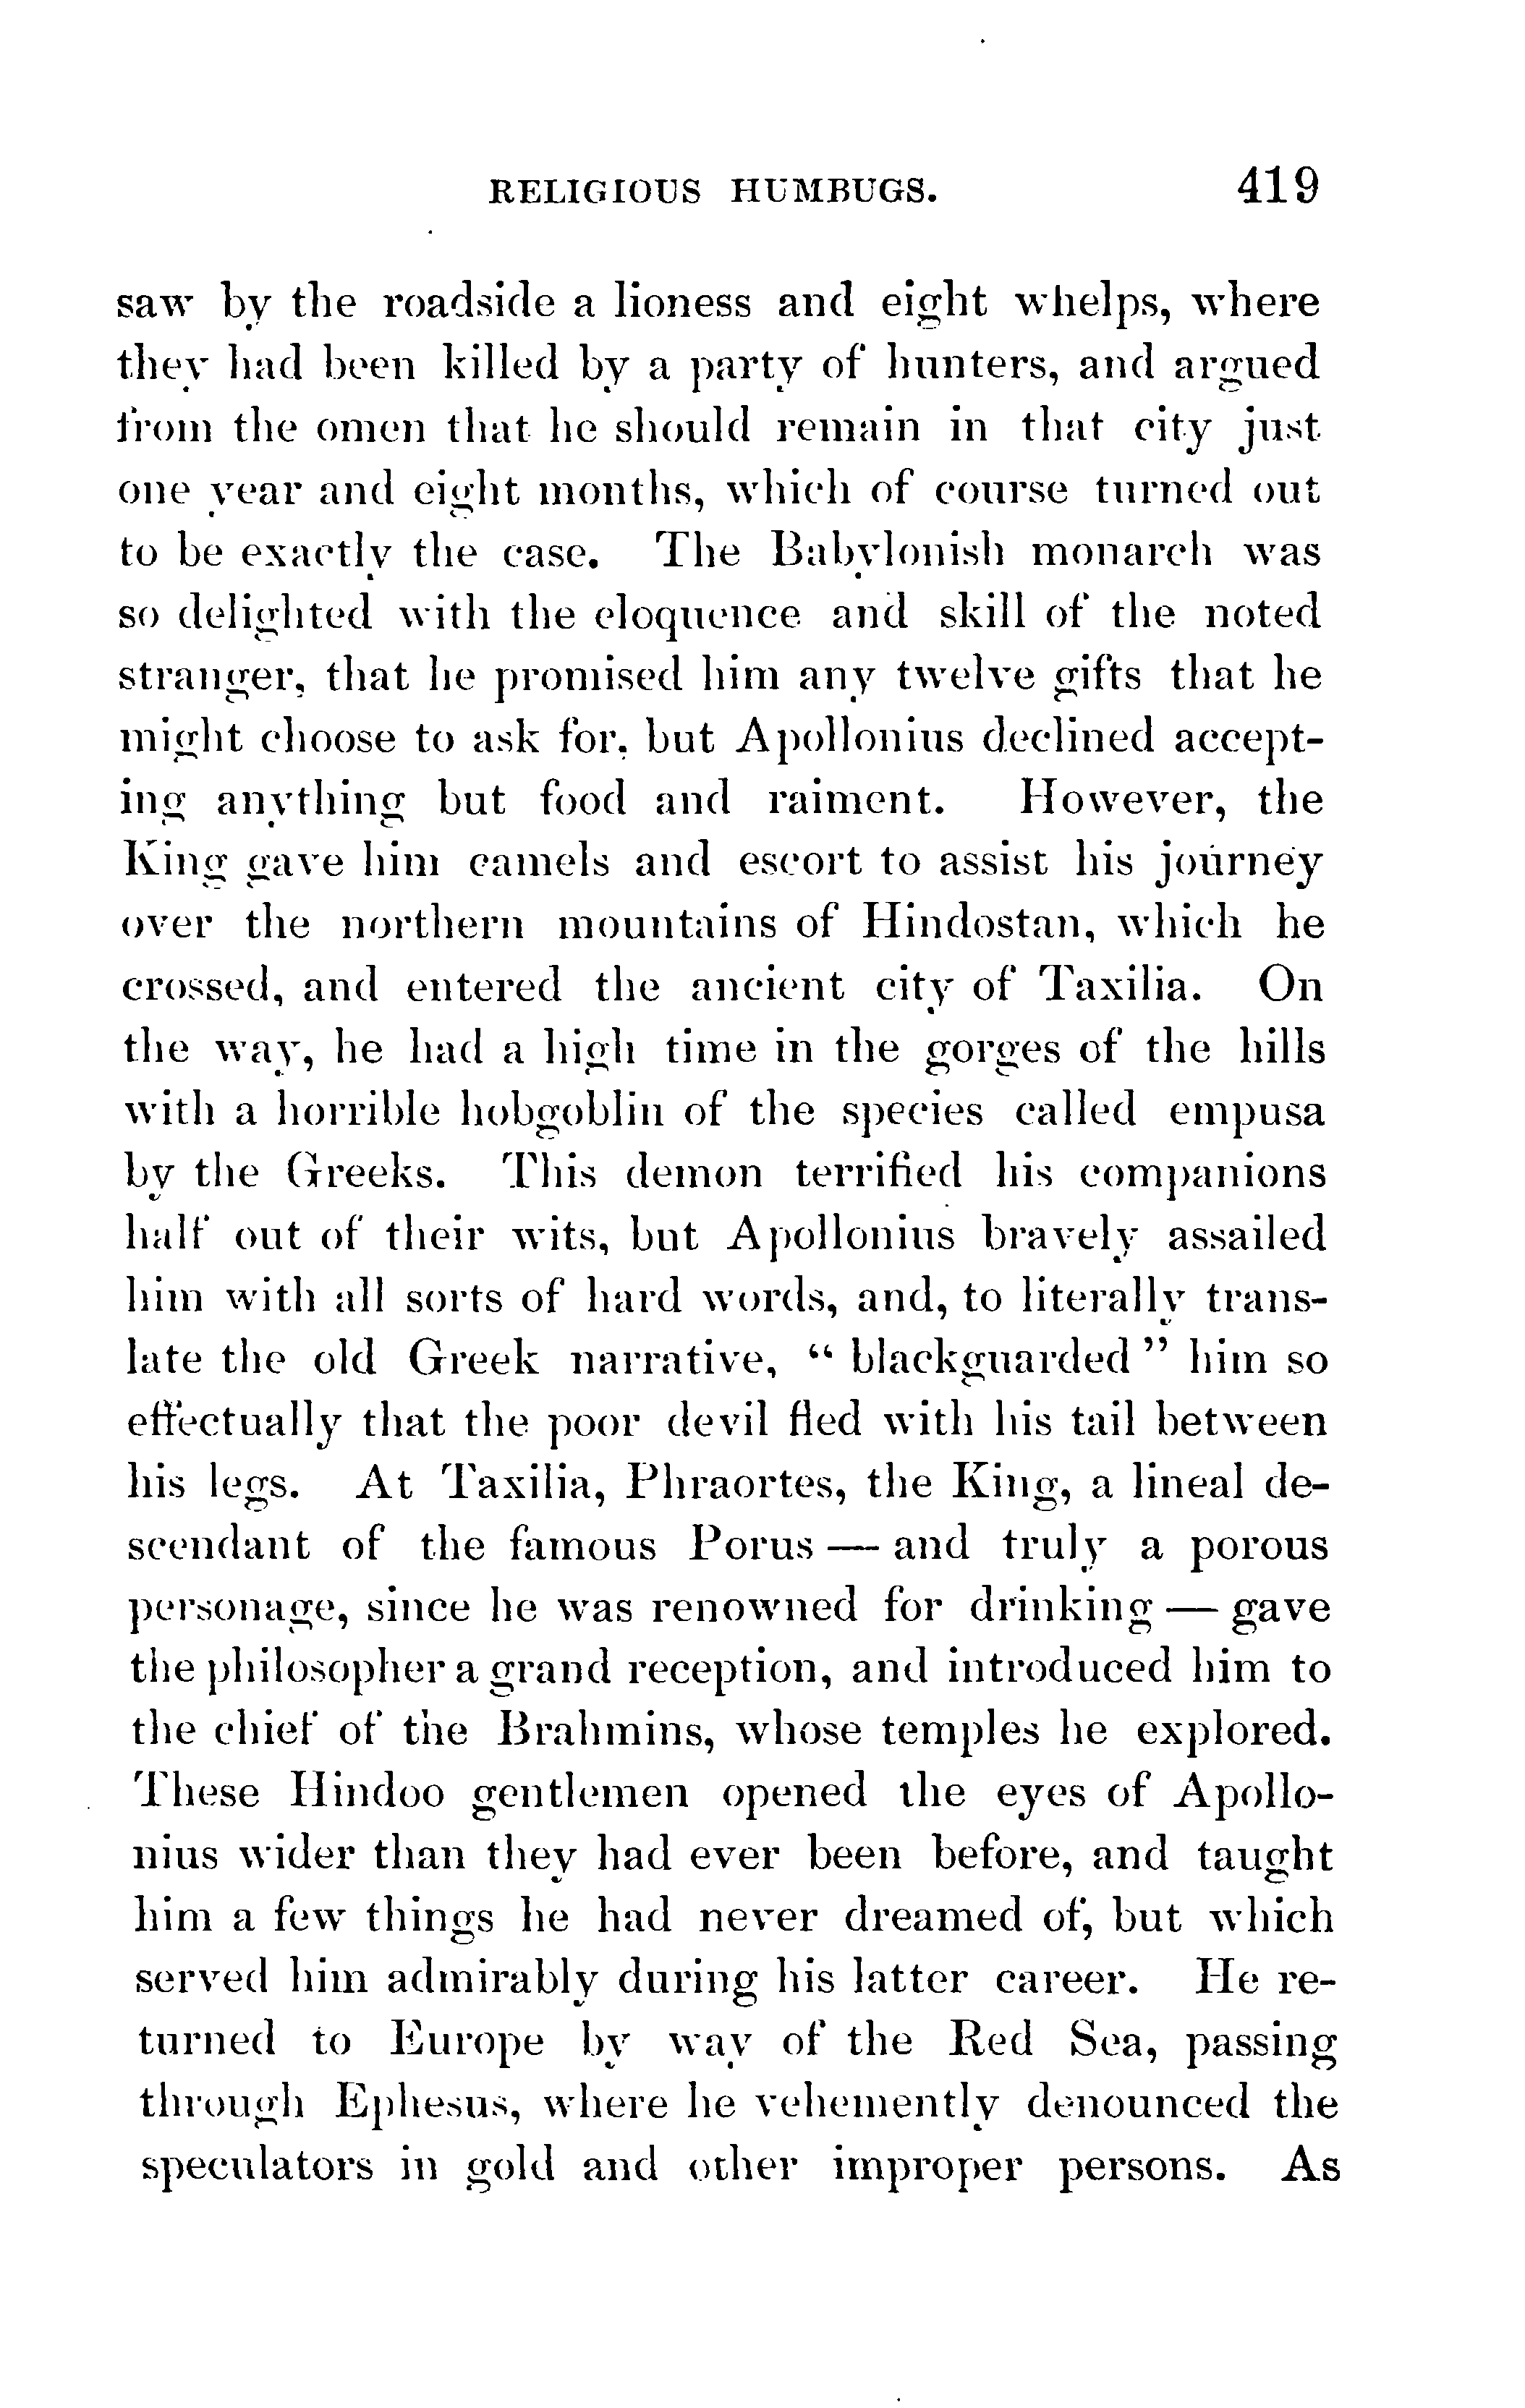 RELIGIOUS HUMBUGS. 419
saw by the roadside a lioness and eight whelps, where
they had been killed by a party of hunters, and argued
from the omen that he should remain in that city just
one year and eight months, which of course turned out
to be exactly the case. The Babylonish monarch was
so delighted with the eloquence and skill of the noted
stranger, that he promised him any twelve gifts that he
might choose to ask for, but Apollonius declined accept-
ing anything but food and raiment. However, the
King gave him camels and escort to assist his journey
over the northern mountains of Hindostan, which he
crossed, and entered the ancient city of Taxilia. On
the way, he had a high time in the gorges of the hills
with a horrible hobgoblin of the species called empusa
by the Greeks. This demon terrified his companions
half out of their wits, but Apollonius bravely assailed
him with all sorts of hard words, and, to literally trans-
late the old Greek narrative, “ blackguarded ” him so
effectually that the poor devil fled with his tail between
his legs. At Taxilia, Phraortes, the King, a lineal de-
scendant of the famous Porus — and truly a porous
personage, since he was renowned for drinking — gave
the philosopher a grand reception, and introduced him to
the chief of the Brahmins, whose temples he explored.
These Hindoo gentlemen opened the eyes of Apollo-
nius wider than they had ever been before, and taught
him a few things he had never dreamed of, but which
served him admirably during his latter career. He re-
turned to Europe by way of the Red Sea, passing
through Ephesus, where he vehemently denounced the
speculators in gold and other improper persons. As